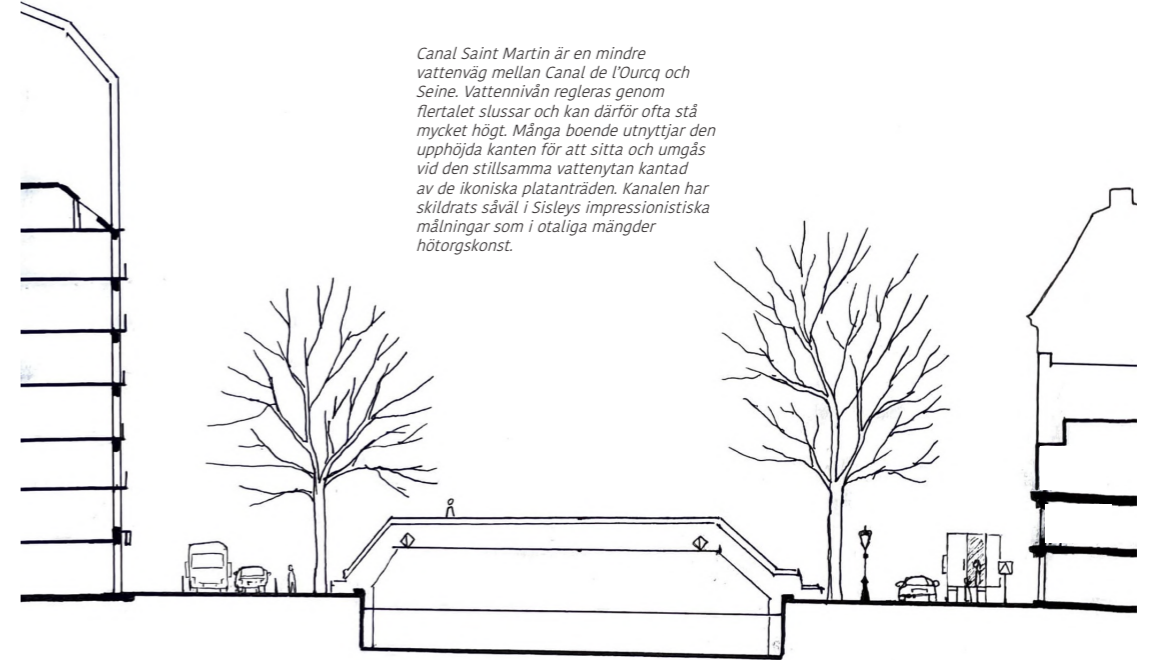 Canal Saint Martin är en mindre
vattenväg mellan Canal de l’Ourcq och
Seine. Vattennivån regleras genom
flertalet slussar och kan därför ofta stå
mycket högt. Många boende utnyttjar den
upphöjda kanten för att sitta och umgås
vid den stillsamma vattenytan kantad
av de ikoniska platanträden. Kanalen har
skildrats såväl i Sisleys impressionistiska
målningar som i otaliga mängder
hötorgskonst.